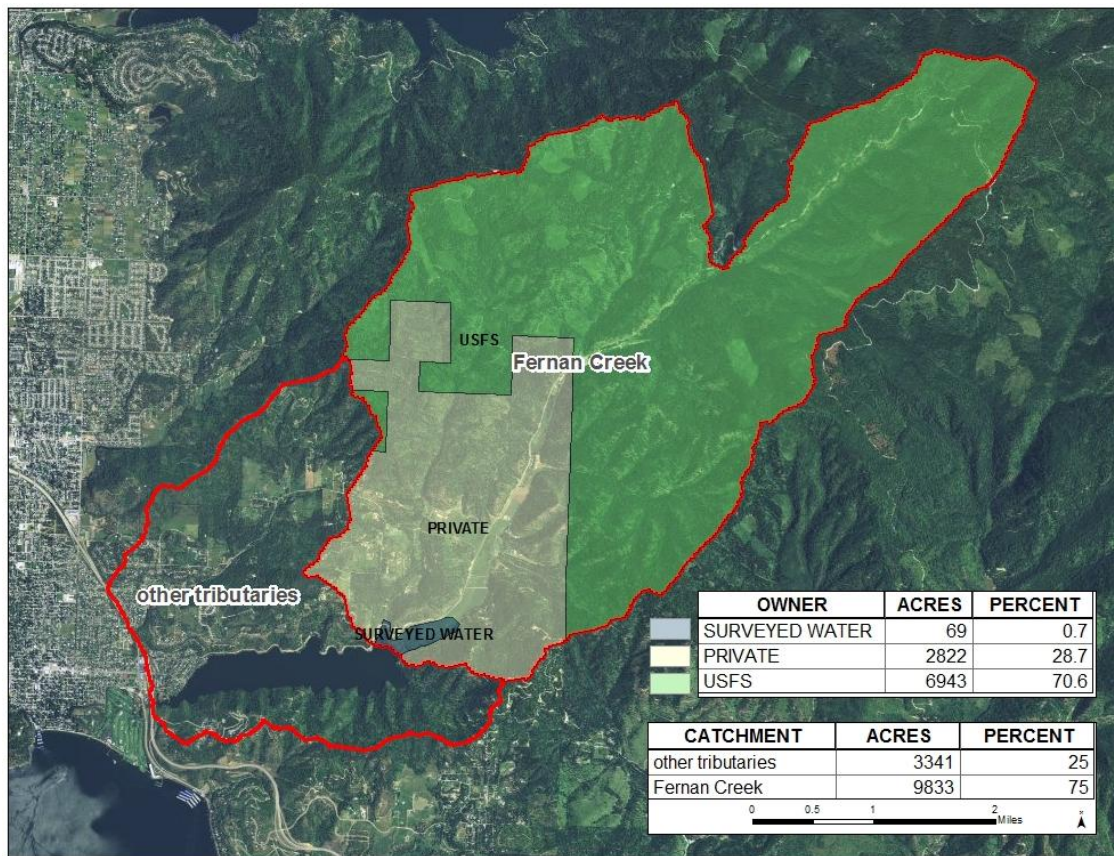 USFS
Fernan Creek
PRIVATE
other tributaries
SURVEYED WATER
OWNER ACRES PERCENT
SURVEYED WATER 69 0.7
PRIVATE 2822 28.7
USFS 6943 70.6
CATCHMENT ACRES PERCENT
other tributaries 3341 25
Fernan Creek 9833 75
0 0.5 1 2
Miles